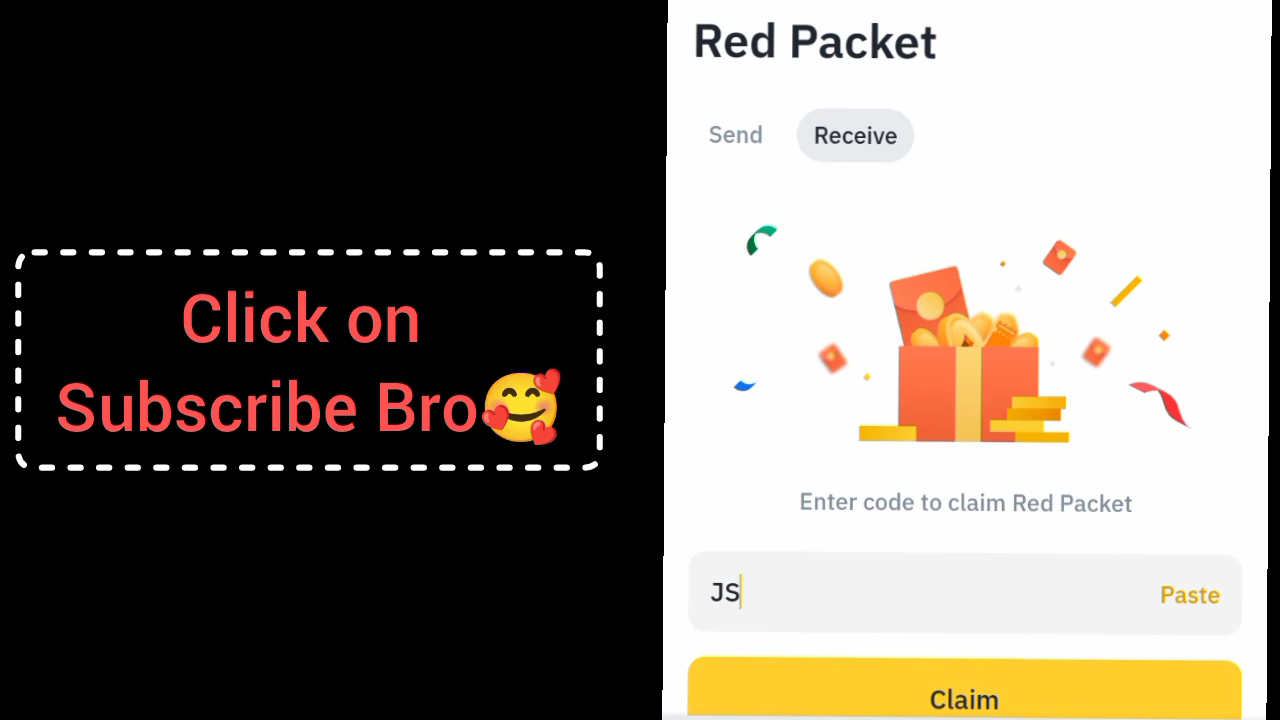 Click on
Subscribe Bro🥰
Red Packet
Send
Receive
Enter code to claim Red Packet
JS
Paste
Claim